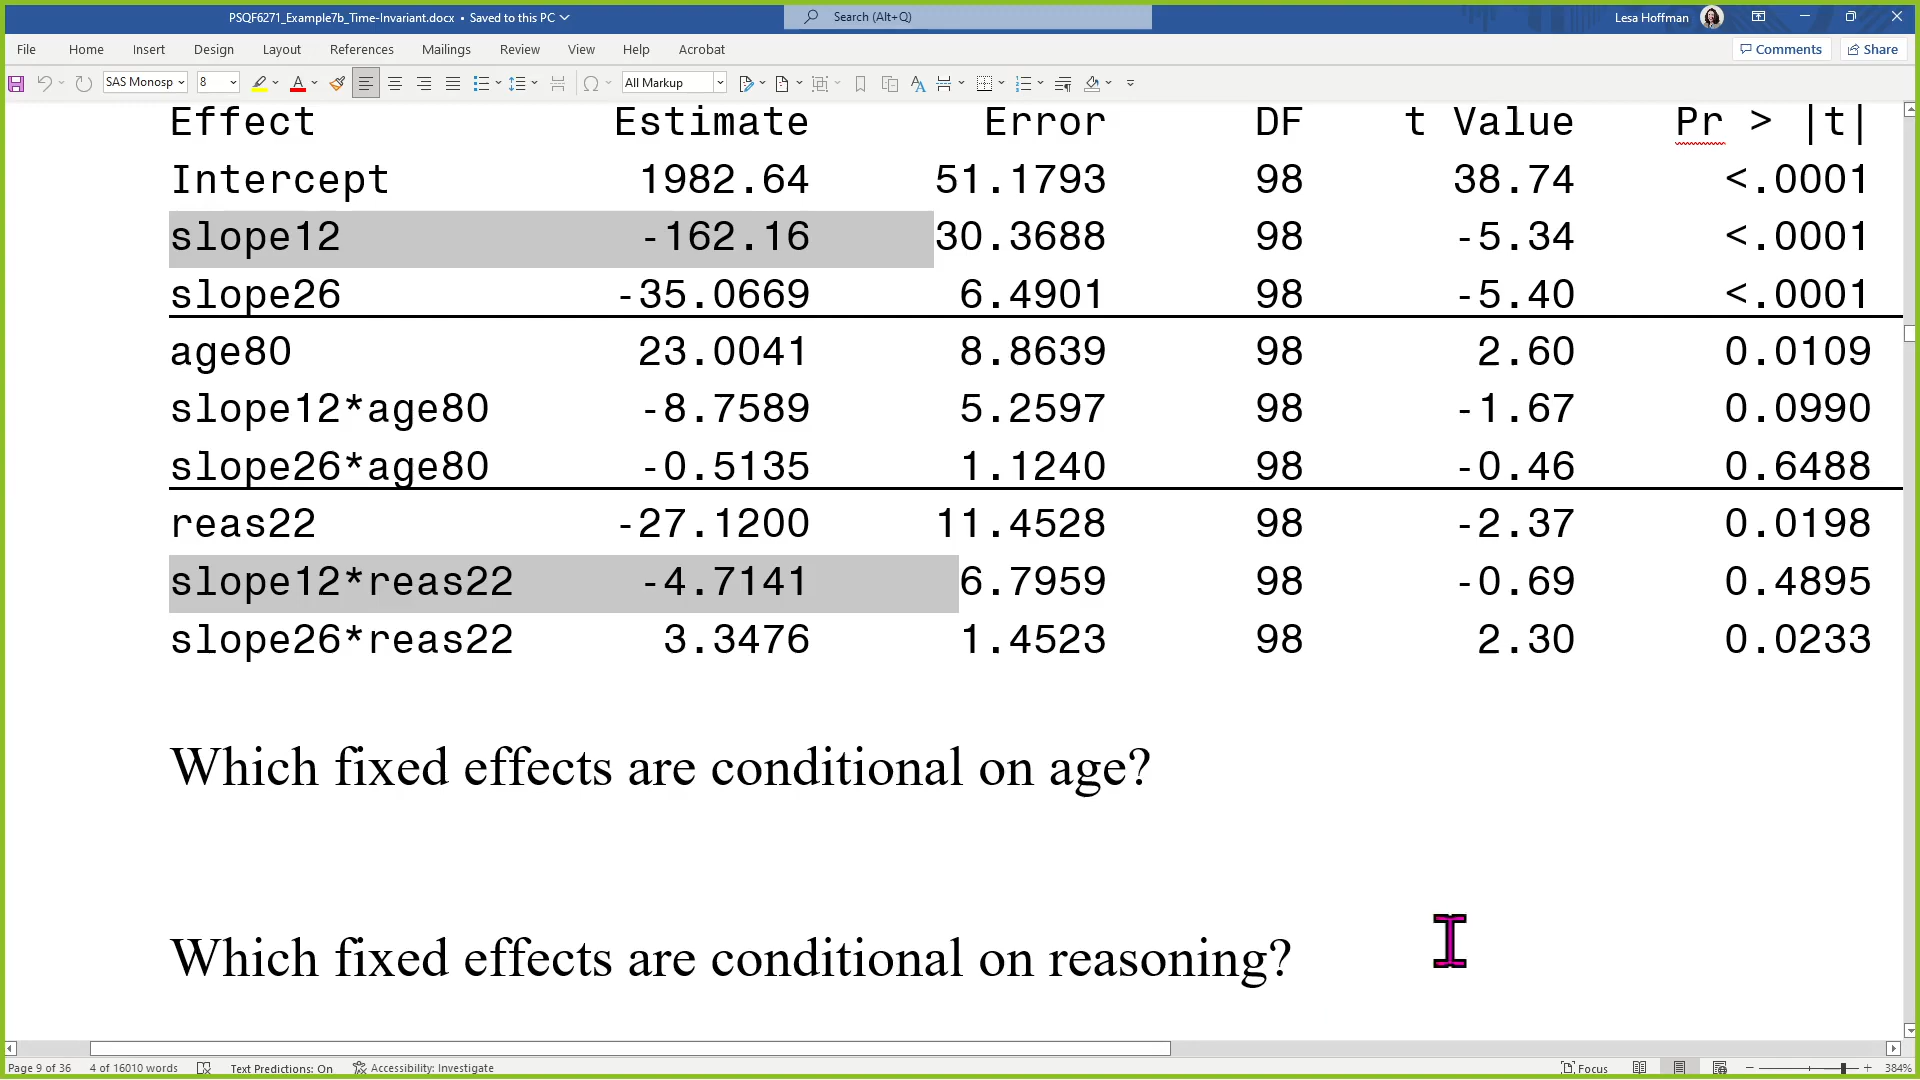 PSQF6271_Example7b_Time-Invariant.docx • Saved to this PC
Search (Alt+Q)
Lesa Hoffman
File Home Insert Design Layout References Mailings Review View Help Acrobat
Comments Share
SAS Monosp 8 All Markup
Effect Estimate Error DF t Value Pr > |t|
Intercept 1982.64 51.1793 98 38.74 <.0001
slope12 -162.16 30.3688 98 -5.34 <.0001
slope26 -35.0669 6.4901 98 -5.40 <.0001
age80 23.0041 8.8639 98 2.60 0.0109
slope12*age80 -8.7589 5.2597 98 -1.67 0.0990
slope26*age80 -0.5135 1.1240 98 -0.46 0.6488
reas22 -27.1200 11.4528 98 -2.37 0.0198
slope12*reas22 -4.7141 6.7959 98 -0.69 0.4895
slope26*reas22 3.3476 1.4523 98 2.30 0.0233
Which fixed effects are conditional on age?
Which fixed effects are conditional on reasoning?
Page 9 of 36 4 of 16010 words Text Predictions: On Accessibility: Investigate Focus 384%